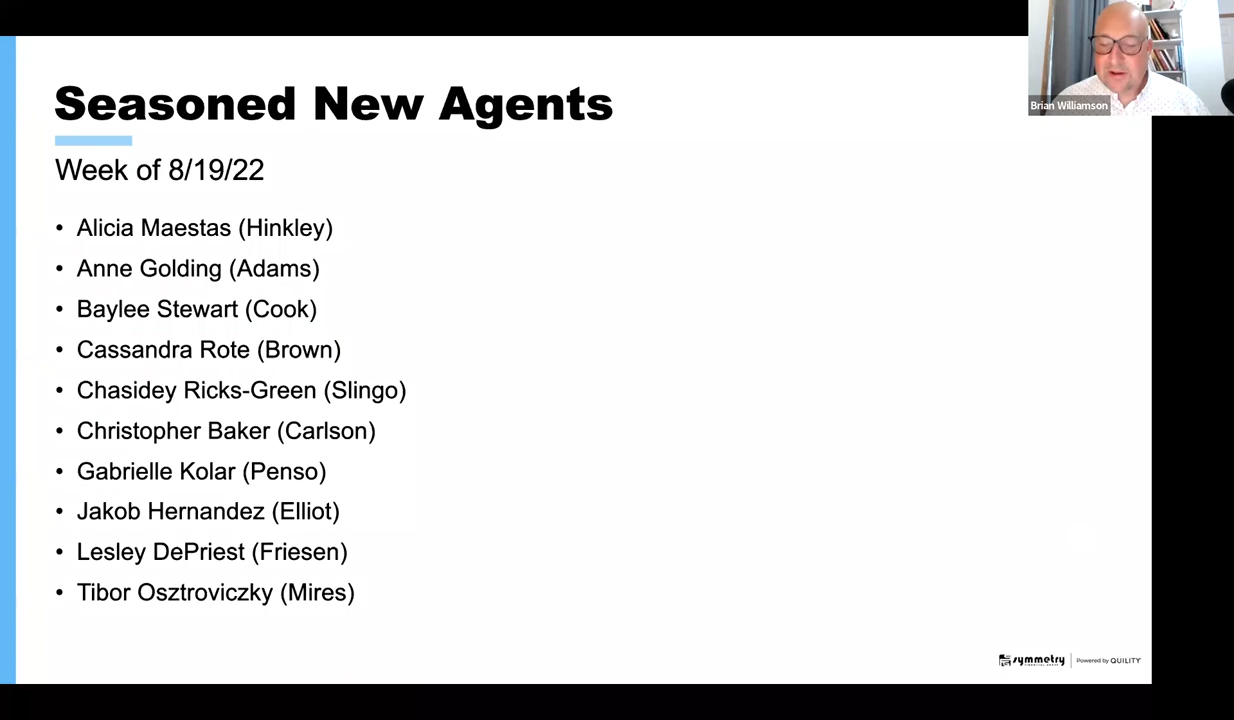 Seasoned New Agents
Brian Williamson
Week of 8/19/22
• Alicia Maestas (Hinkley)
• Anne Golding (Adams)
• Baylee Stewart (Cook)
• Cassandra Rote (Brown)
• Chasidey Ricks-Green (Slingo)
• Christopher Baker (Carlson)
• Gabrielle Kolar (Penso)
• Jakob Hernandez (Elliot)
• Lesley DePriest (Friesen)
• Tibor Osztroviczky (Mires)
symmetry
FINANCIAL GROUP
Powered by QUILITY